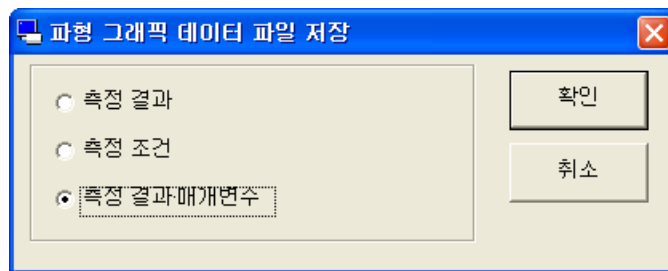 파형 그래픽 데이터 파일 저장
측정 결과
측정 조건
측정 결과·매개변수
확인
취소